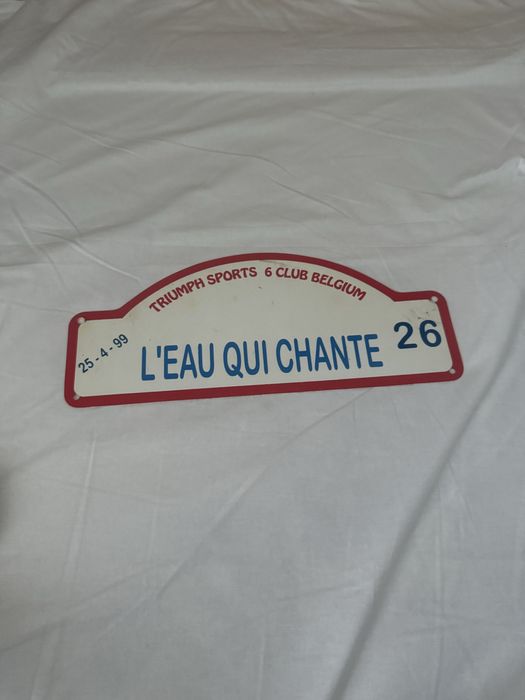 TRIUMPH SPORTS 6 CLUB BELGIUM
25-4-99
L'EAU QUI CHANTE
26